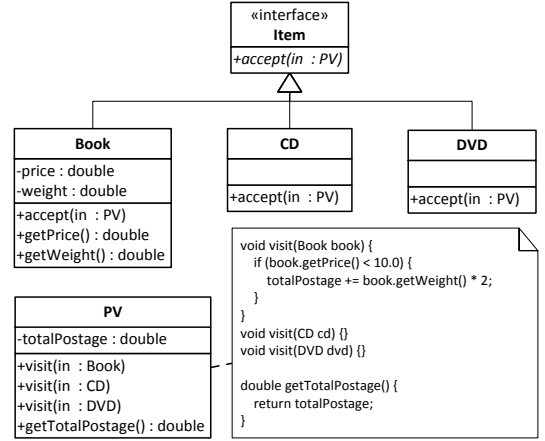 «interface»
Item
+accept(in  : PV)
Book
-price : double
-weight : double
+accept(in  : PV)
+getPrice() : double
+getWeight() : double
CD
+accept(in  : PV)
DVD
+accept(in  : PV)
PV
-totalPostage : double
+visit(in  : Book)
+visit(in  : CD)
+visit(in  : DVD)
+getTotalPostage() : double
void visit(Book book) {
if (book.getPrice() < 10.0) {
totalPostage += book.getWeight() * 2;
}
}
void visit(CD cd) {}
void visit(DVD dvd) {}
double getTotalPostage() {
return totalPostage;
}